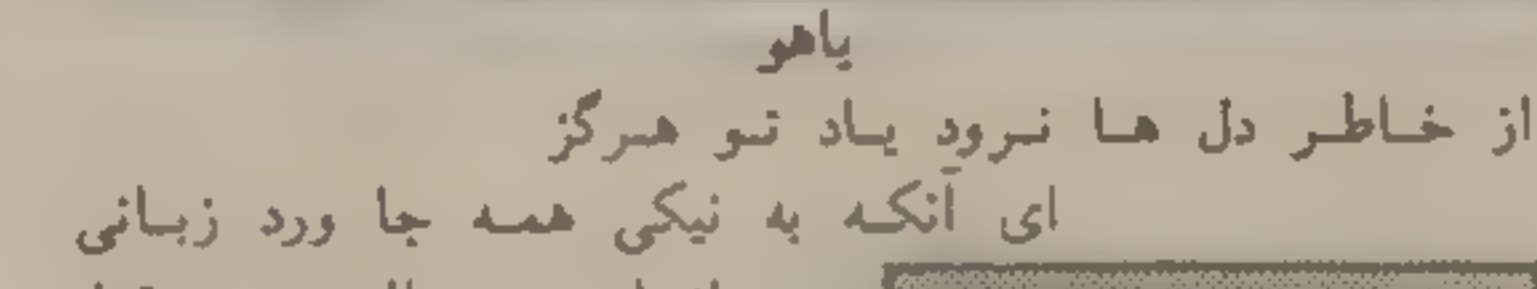 یاهو
از خاطر دل ها نرود یاد تو هرگز
ای آنکه به نیکی همه جا ورد زبانی